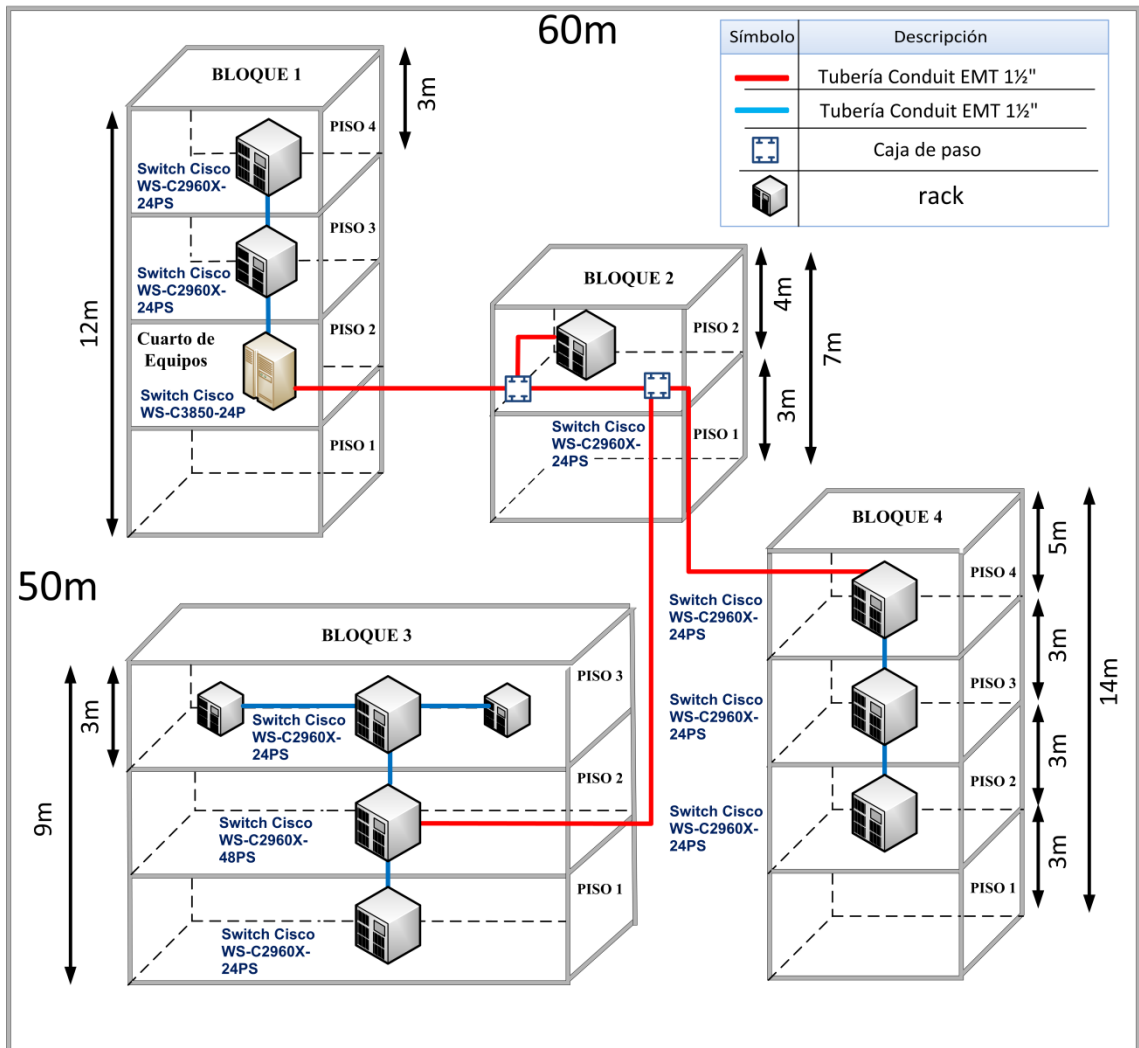 60m
Símbolo Descripción
Tubería Conduit EMT 1½"
Tubería Conduit EMT 1½"
Caja de paso
rack
BLOQUE 1
3m
12m
PISO 4
Switch Cisco
WS-C2960X-
24PS
PISO 3
Switch Cisco
WS-C2960X-
24PS
PISO 2
Cuarto de
Equipos
Switch Cisco
WS-C3850-24P
PISO 1
BLOQUE 2
4m
7m
3m
PISO 2
PISO 1
Switch Cisco
WS-C2960X-
24PS
50m
BLOQUE 3
3m
9m
PISO 3
Switch Cisco
WS-C2960X-
24PS
PISO 2
Switch Cisco
WS-C2960X-
48PS
PISO 1
Switch Cisco
WS-C2960X-
24PS
BLOQUE 4
5m
3m
3m
3m
14m
PISO 4
Switch Cisco
WS-C2960X-
24PS
PISO 3
Switch Cisco
WS-C2960X-
24PS
PISO 2
Switch Cisco
WS-C2960X-
24PS
PISO 1